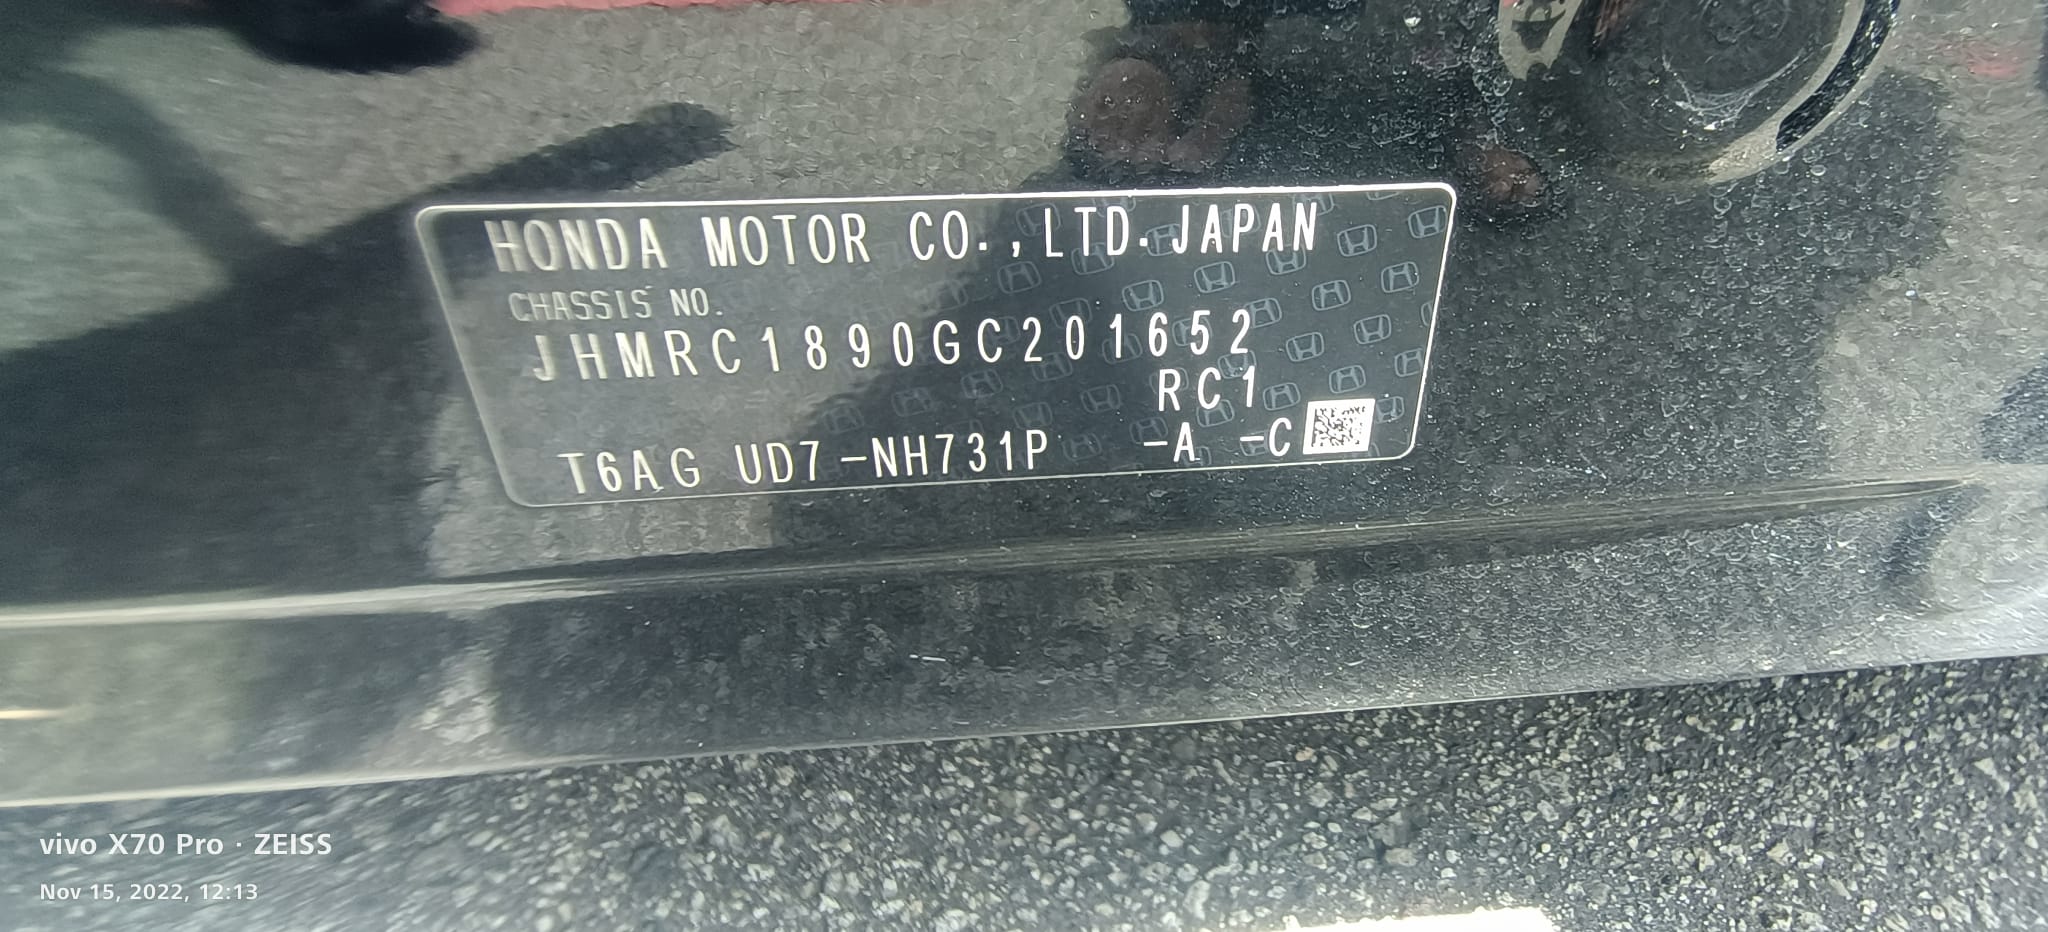 HONDA MOTOR CO.,LTD.JAPAN
CHASSIS NO.
JHMRC1890GC201652
RC1
T6AG UD7-NH731P -A -C
vivo X70 Pro · ZEISS
Nov 15, 2022, 12:13